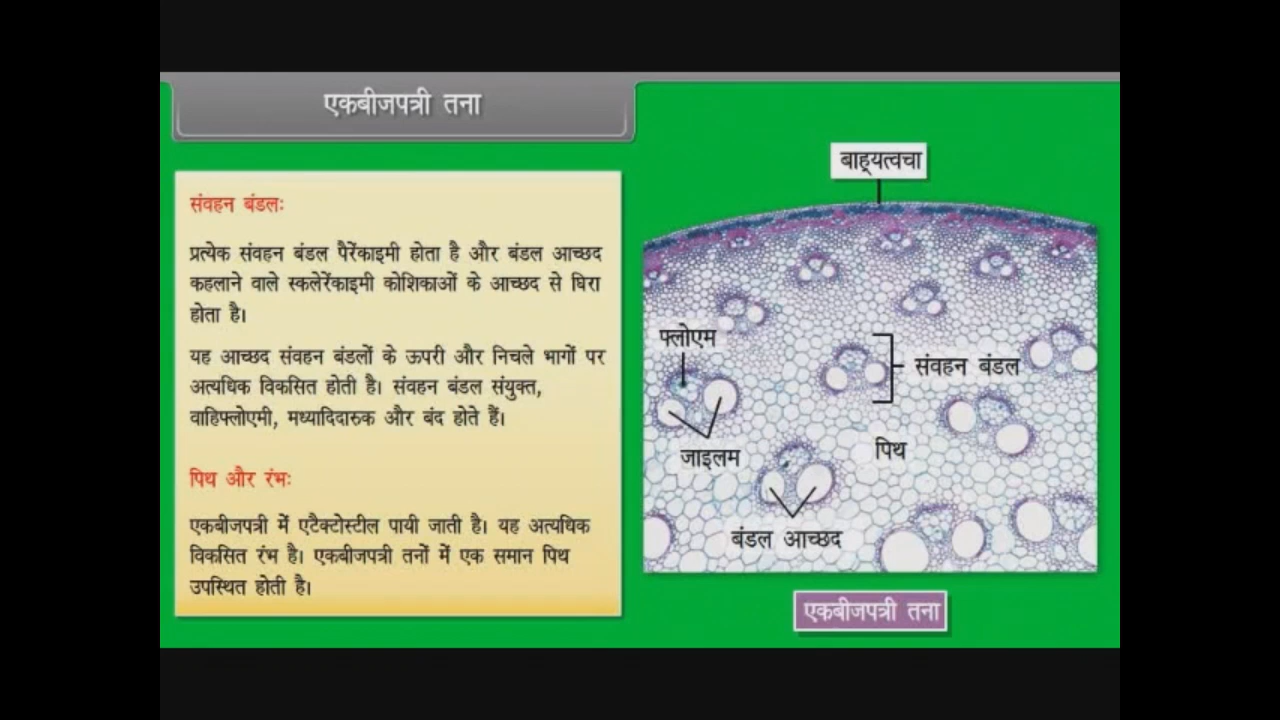 एकबीजपत्री तना
संवहन बंडलः
प्रत्येक संवहन बंडल पैरेंकाइमी होता है और बंडल आच्छद
कहलाने वाले स्कलेरेंकाइमी कोशिकाओं के आच्छद से घिरा
होता है।
यह आच्छद संवहन बंडलों के ऊपरी और निचले भागों पर
अत्यधिक विकसित होती है। संवहन बंडल संयुक्त,
वाहिफ्लोएमी, मध्यादिदारुक और बंद होते हैं।
पिथ और रंभः
एकबीजपत्री में एटैक्टोस्टील पायी जाती है। यह अत्यधिक
विकसित रंभ है। एकबीजपत्री तनों में एक समान पिथ
उपस्थित होती है।
बाह्यत्वचा
फ्लोएम
संवहन बंडल
जाइलम
पिथ
बंडल आच्छद
एकबीजपत्री तना